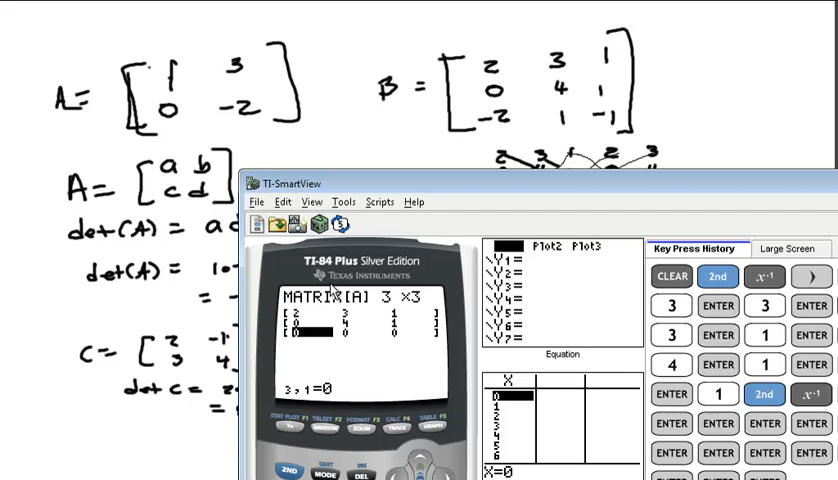 A = [ 1 3
0 -2 ]
B = [ 2 3 1
0 4 1
-2 1 -1 ]
2 3 1 2 3
A = [ a b
c d ]
det(A) = a
det(A) =
= -
C = [ 2 -1
3 4
det C =
=
TI-SmartView
File Edit View Tools Scripts Help
TI-84 Plus Silver Edition
TEXAS INSTRUMENTS
MATRIX[A] 3 ×3
[ 2 3 1 ]
[ 0 4 1 ]
[ 0 0 0 ]
3,1=0
STAT PLOT F1 TBLSET F2 FORMAT F3 CALC F4 TABLE F5
Y= WINDOW ZOOM TRACE GRAPH
QUIT INS
2ND MODE DEL
Plot2 Plot3
\Y1=
\Y2=
\Y3=
\Y4=
\Y5=
\Y6=
\Y7=
Equation
X
0
1
2
3
4
5
6
X=0
Key Press History Large Screen
CLEAR 2nd x⁻¹ )
3 ENTER 3 ENTER
3 ENTER 1 ENTER
4 ENTER 1 ENTER
ENTER 1 2nd x⁻¹
ENTER ENTER ENTER ENTER
ENTER ENTER ENTER ENTER